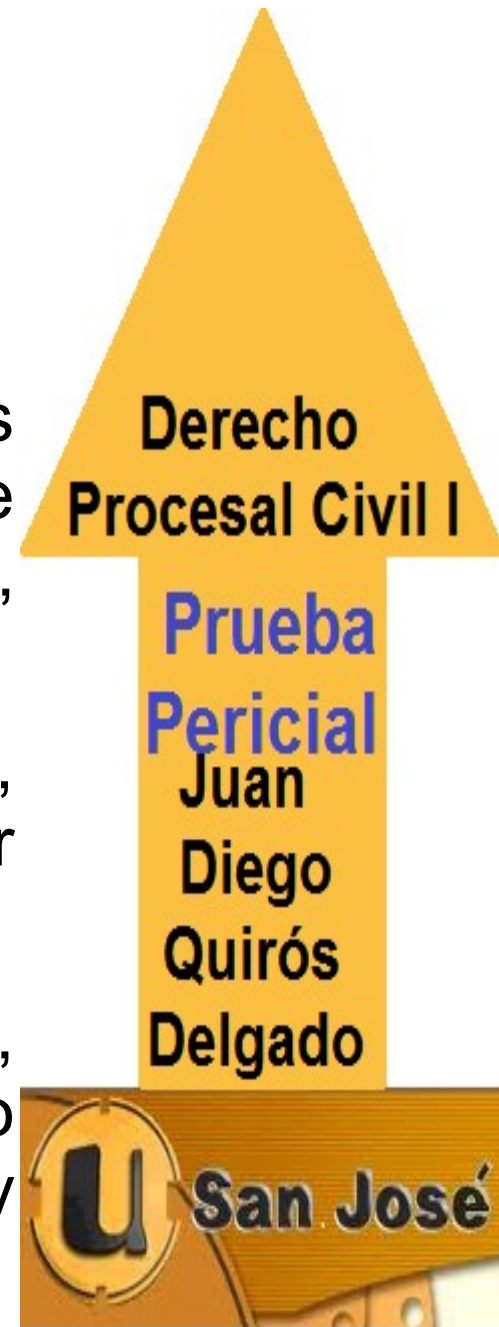 s
Derecho
e
Procesal Civil I
,
Prueba
Pericial
,
Juan
r
Diego
Quirós
,
Delgado
o
y
U San José